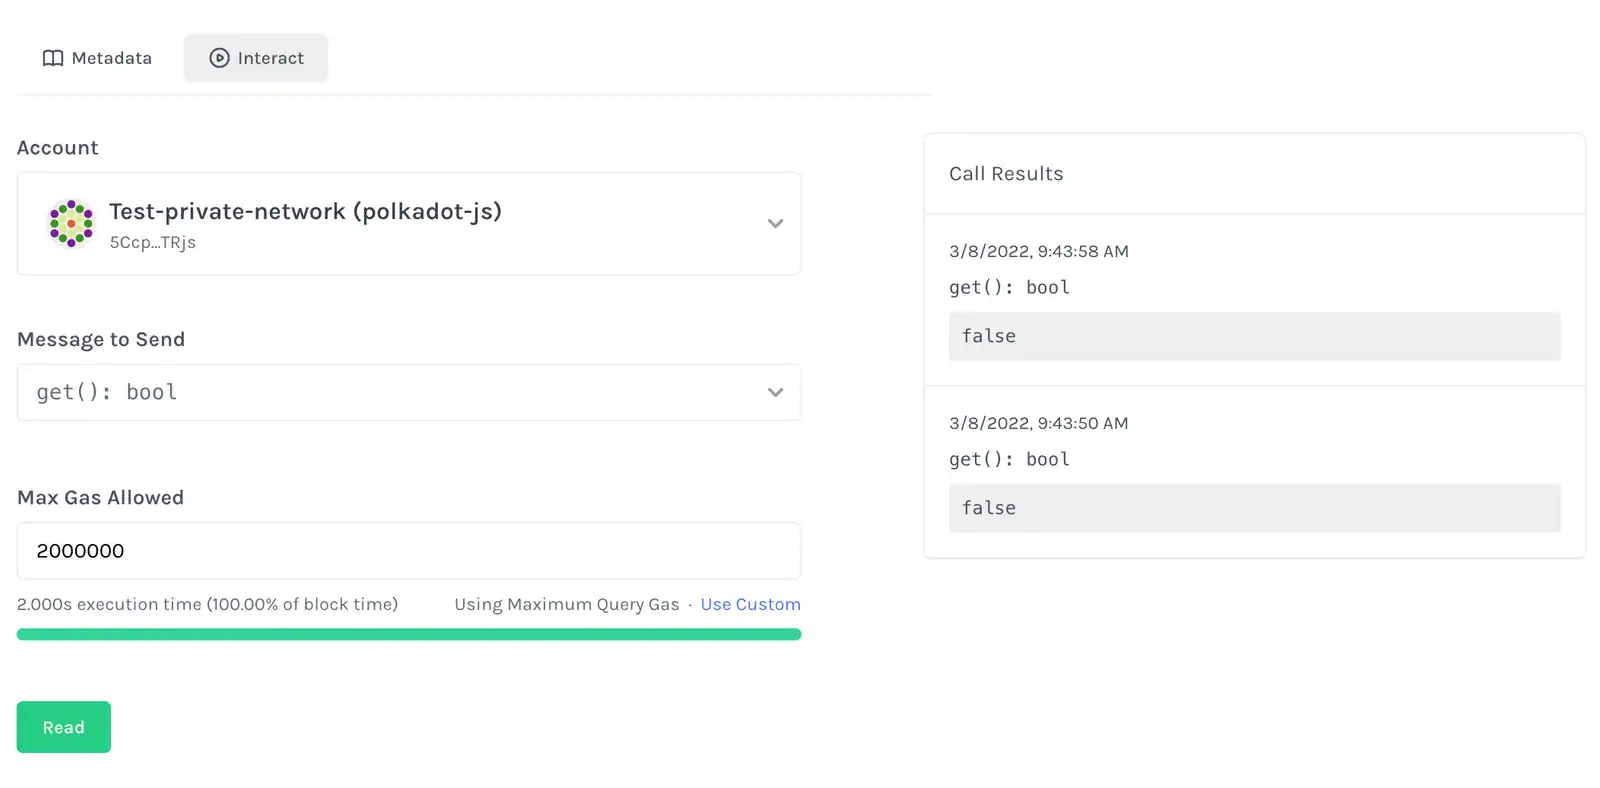 Metadata
Interact
Account
Test-private-network (polkadot-js)
5Ccp...TRjs
Message to Send
get(): bool
Max Gas Allowed
2000000
2.000s execution time (100.00% of block time)
Using Maximum Query Gas · Use Custom
Read
Call Results
3/8/2022, 9:43:58 AM
get(): bool
false
3/8/2022, 9:43:50 AM
get(): bool
false